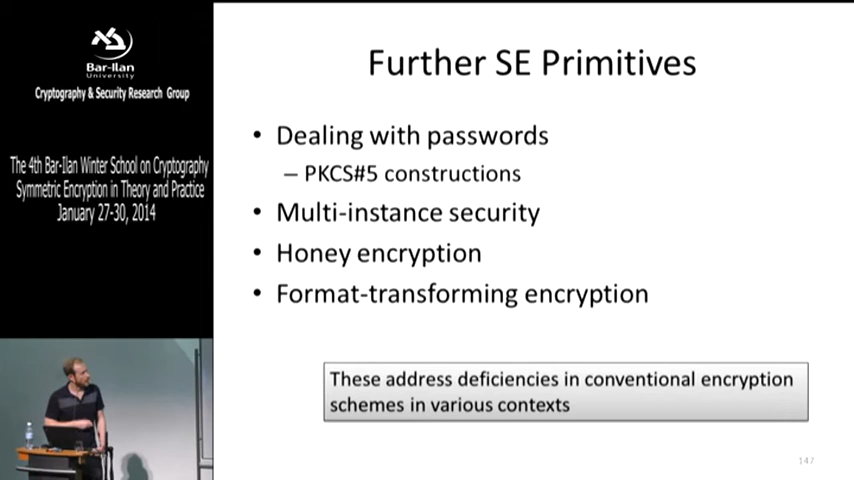 Bar-Ilan
University
Cryptography & Security Research Group
The 4th Bar-Ilan Winter School on Cryptography
Symmetric Encryption in Theory and Practice
January 27-30, 2014
Further SE Primitives
• Dealing with passwords
– PKCS#5 constructions
• Multi-instance security
• Honey encryption
• Format-transforming encryption
These address deficiencies in conventional encryption
schemes in various contexts
147